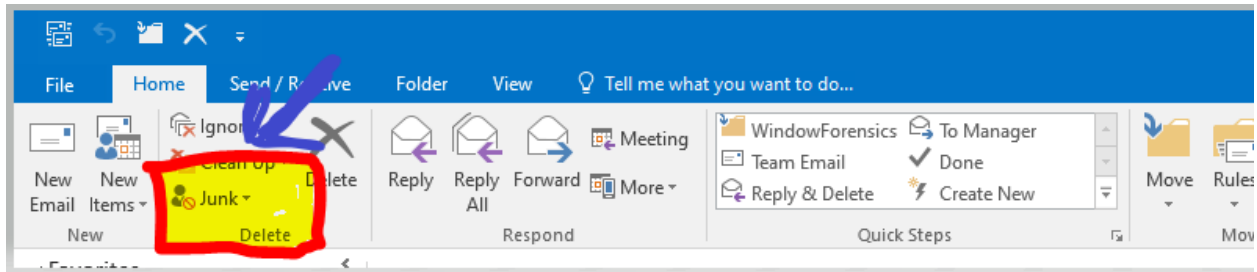 File Home Send / Receive Folder View Tell me what you want to do...
Ignore Meeting WindowForensics To Manager
Clean Up Team Email Done
New New Delete Reply Reply Forward More Move Rules
Email Items Junk All Reply & Delete Create New
New Delete Respond Quick Steps
Favorites